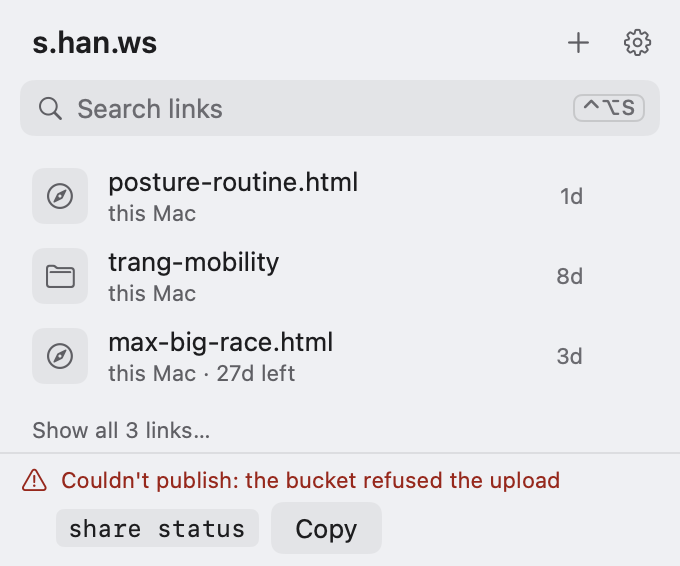 s.han.ws
Search links ⌃⌥S
posture-routine.html 1d
this Mac
trang-mobility 8d
this Mac
max-big-race.html 3d
this Mac · 27d left
Show all 3 links…
Couldn't publish: the bucket refused the upload
share status Copy